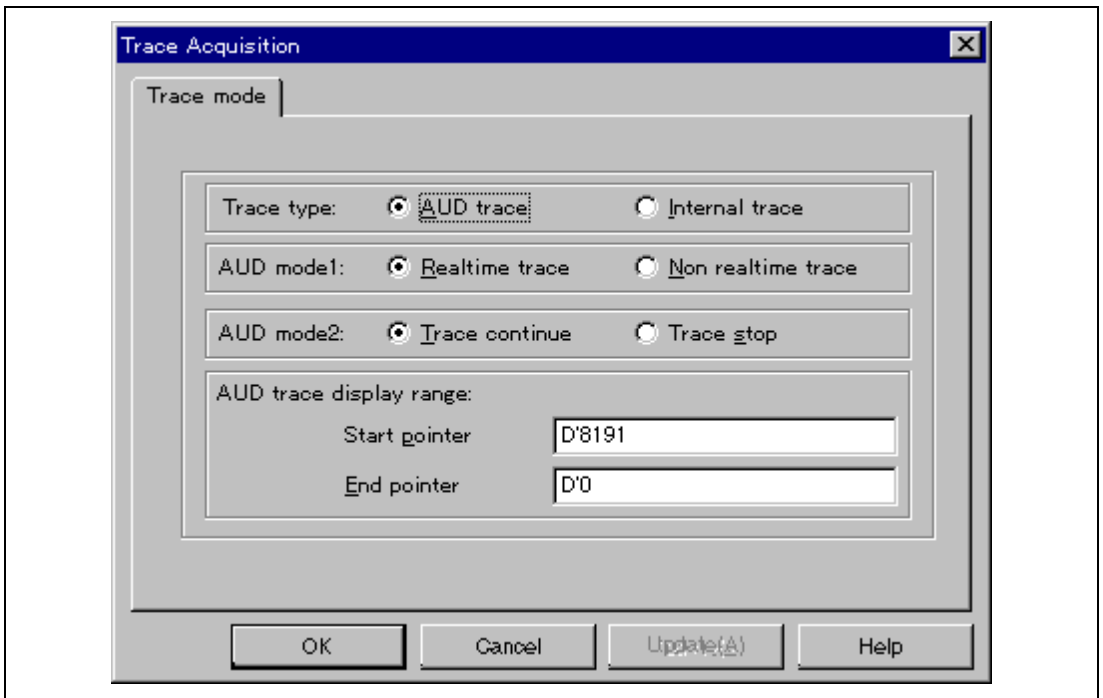 Trace Acquisition
Trace mode
Trace type: AUD trace Internal trace
AUD mode1: Realtime trace Non realtime trace
AUD mode2: Trace continue Trace stop
AUD trace display range:
Start pointer D'8191
End pointer D'0
OK Cancel Update(A) Help